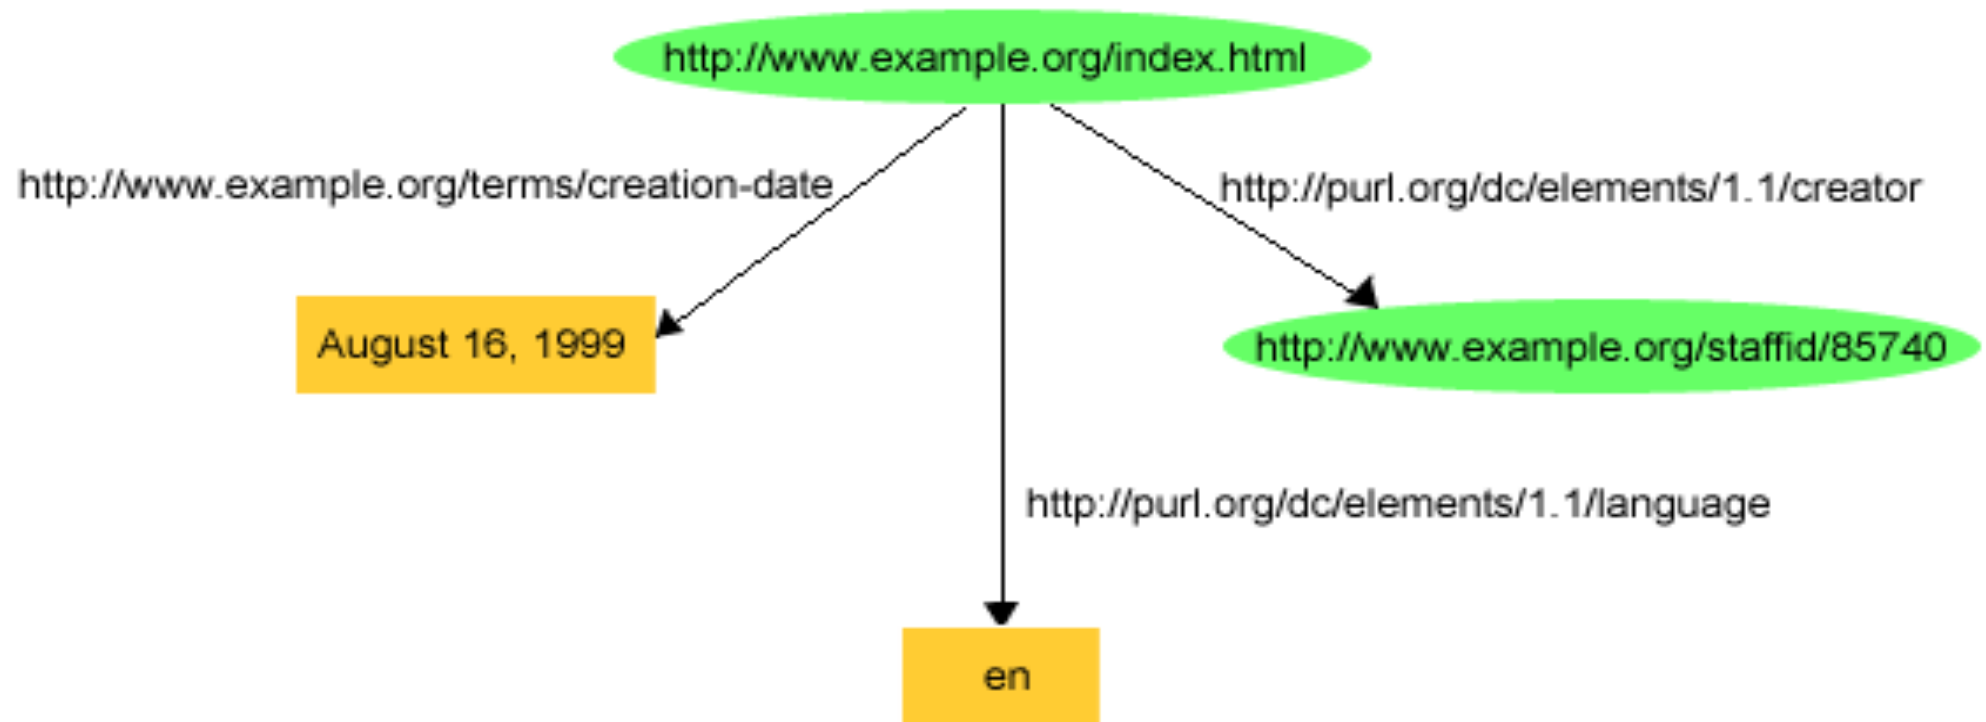 http://www.example.org/index.html
http://www.example.org/terms/creation-date
http://purl.org/dc/elements/1.1/creator
August 16, 1999
http://www.example.org/staffid/85740
http://purl.org/dc/elements/1.1/language
en